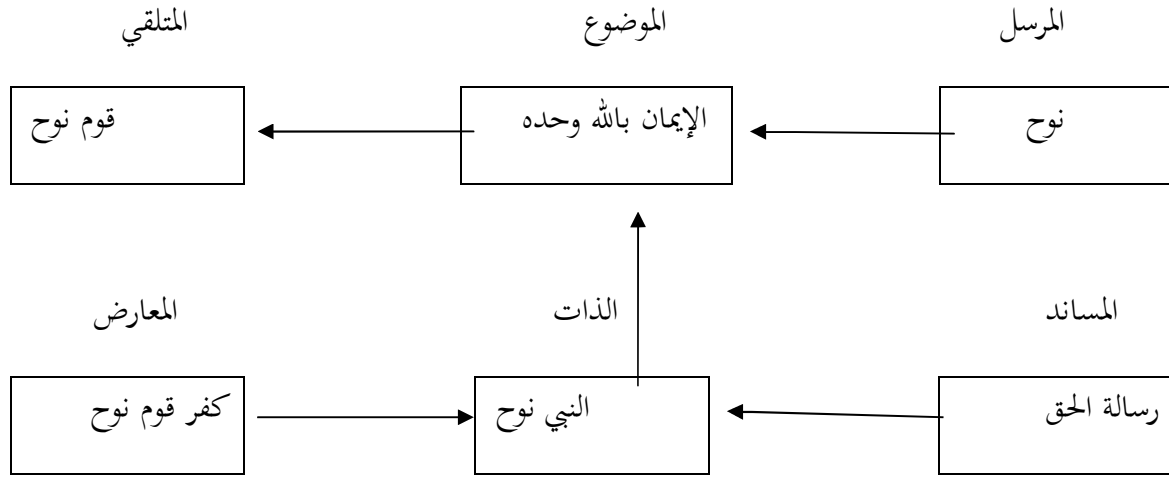 المرسل الموضوع المتلقي
نوح الإيمان بالله وحده قوم نوح
المساند الذات المعارض
رسالة الحق النبي نوح كفر قوم نوح